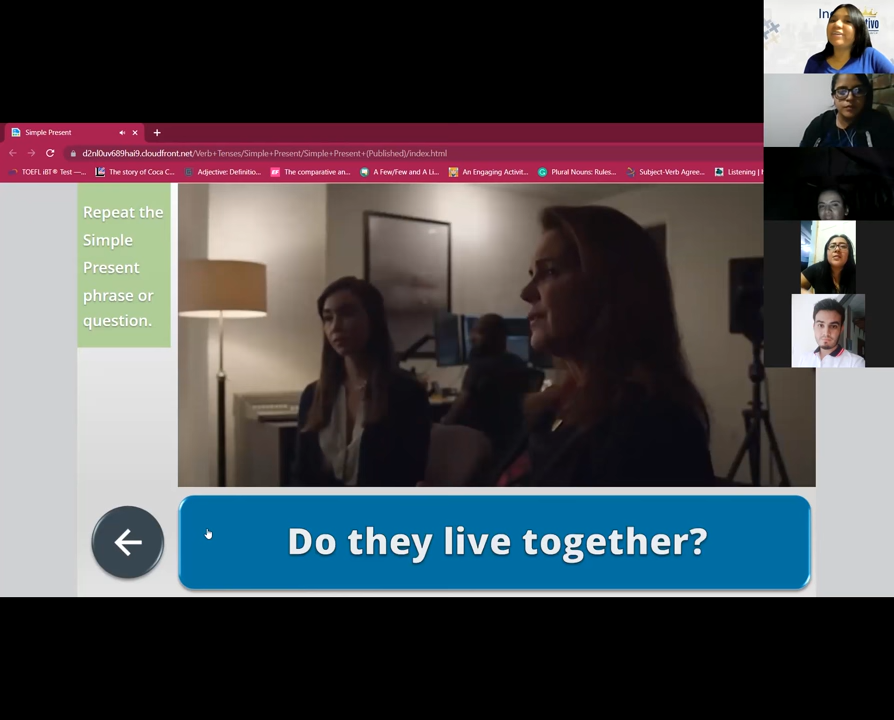 Simple Present
d2nl0uv689hai9.cloudfront.net/Verb+Tenses/Simple+Present/Simple+Present+(Published)/index.html
TOEFL iBT® Test —...
The story of Coca C...
Adjective: Definitio...
EF
The comparative an...
A Few/Few and A Li...
An Engaging Activit...
Plural Nouns: Rules...
Subject-Verb Agree...
Listening |
Repeat the
Simple
Present
phrase or
question.
Do they live together?